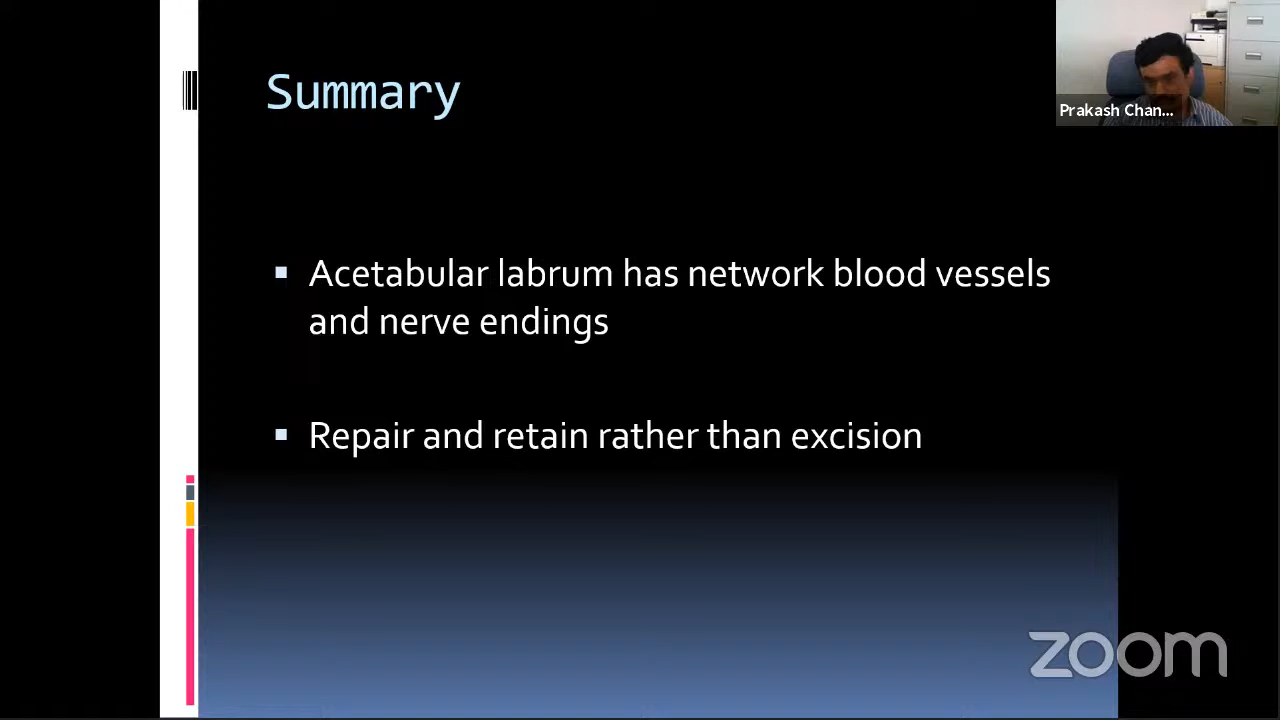 Summary
Prakash Chan...
Acetabular labrum has network blood vessels
and nerve endings
Repair and retain rather than excision
zoom